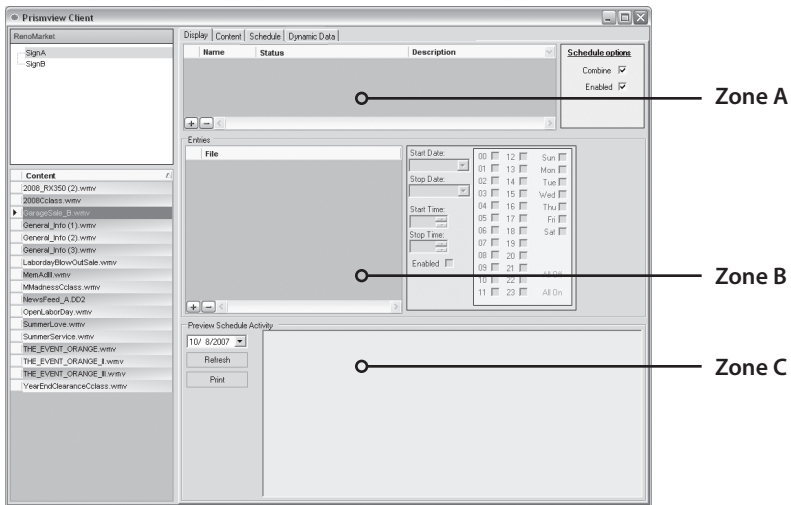 Prismview Client
RenoMarket
SignA
SignB
Content
2008_RX350 (2).wmv
2008Cclass.wmv
GarageSale_B.wmv
General_Info (1).wmv
General_Info (2).wmv
General_Info (3).wmv
LabordayBlowOutSale.wmv
MemAdII.wmv
MMadnessCclass.wmv
NewsFeed_A.DD2
OpenLaborDay.wmv
SummerLove.wmv
SummerService.wmv
THE_EVENT_ORANGE.wmv
THE_EVENT_ORANGE_II.wmv
THE_EVENT_ORANGE_III.wmv
YearEndClearanceCclass.wmv
Display Content Schedule Dynamic Data
Name Status Description
Schedule options
Combine
Enabled
Zone A
Entries
File
Start Date:
Stop Date:
Start Time:
Stop Time:
Enabled
00 12 Sun
01 13 Mon
02 14 Tue
03 15 Wed
04 16 Thu
05 17 Fri
06 18 Sat
07 19
08 20
09 21
All Off
10 22
11 23 All On
Zone B
Preview Schedule Activity
10/ 8/2007
Refresh
Print
Zone C